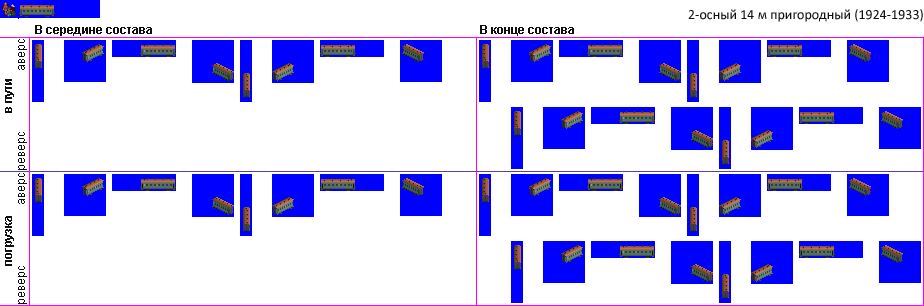 2-осный 14 м пригородный (1924-1933)
В середине состава
В конце состава
в пути
аверс
реверс
погрузка
аверс
реверс